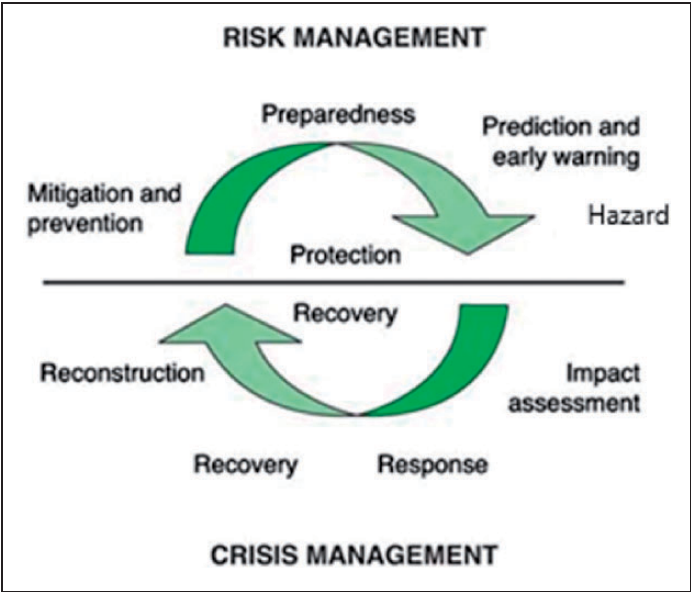 RISK MANAGEMENT
Preparedness
Prediction and
early warning
Mitigation and
prevention
Hazard
Protection
Recovery
Reconstruction
Impact
assessment
Recovery
Response
CRISIS MANAGEMENT